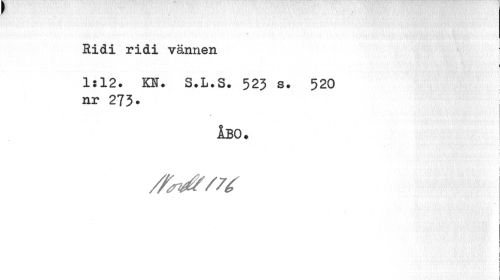 Ridi ridi vännen
1:12. KN. S.L.S. 523 s. 520
nr 273.
ÅBO.
Nordl 176